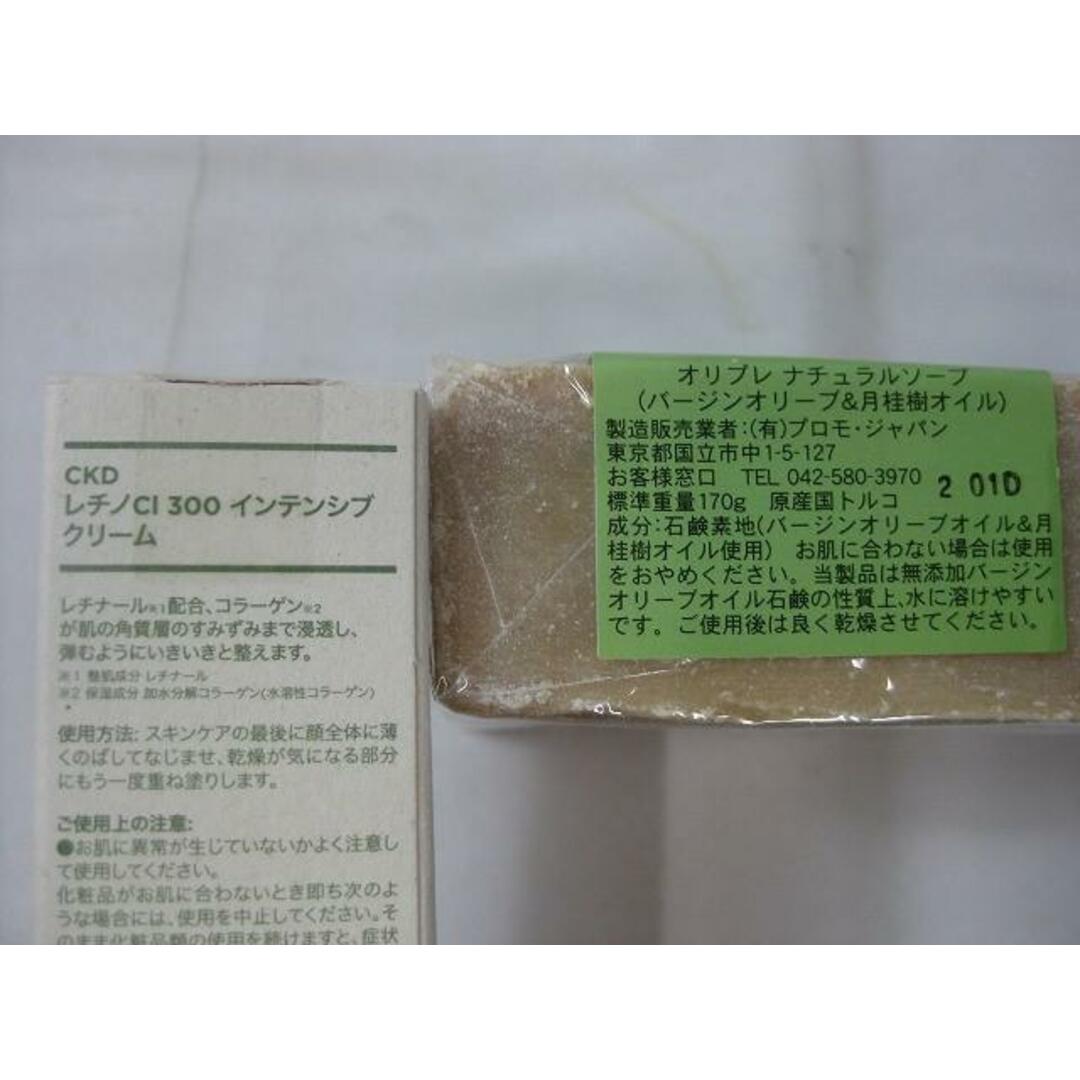 CKD
レチノCI 300 インテンシブ
クリーム
レチナール※1配合、コラーゲン※2
が肌の角質層のすみずみまで浸透し、
弾むようにいきいきと整えます。
※1 整肌成分 レチナール
※2 保湿成分 加水分解コラーゲン(水溶性コラーゲン)
使用方法: スキンケアの最後に顔全体に薄
くのばしてなじませ、乾燥が気になる部分
にもう一度重ね塗りします。
ご使用上の注意:
●お肌に異常が生じていないかよく注意し
て使用してください。
化粧品がお肌に合わないとき即ち次のよ
うな場合には、使用を中止してください。そ
のまま化粧品類の使用を続けますと、症状
オリブレ ナチュラルソープ
(バージンオリーブ&月桂樹オイル)
製造販売業者:(有)プロモ・ジャパン
東京都国立市中1-5-127
お客様窓口 TEL 042-580-3970
標準重量170g 原産国トルコ
2 01D
成分:石鹸素地(バージンオリーブオイル&月
桂樹オイル使用) お肌に合わない場合は使用
をおやめください。当製品は無添加バージン
オリーブオイル石鹸の性質上、水に溶けやすい
です。ご使用後は良く乾燥させてください。